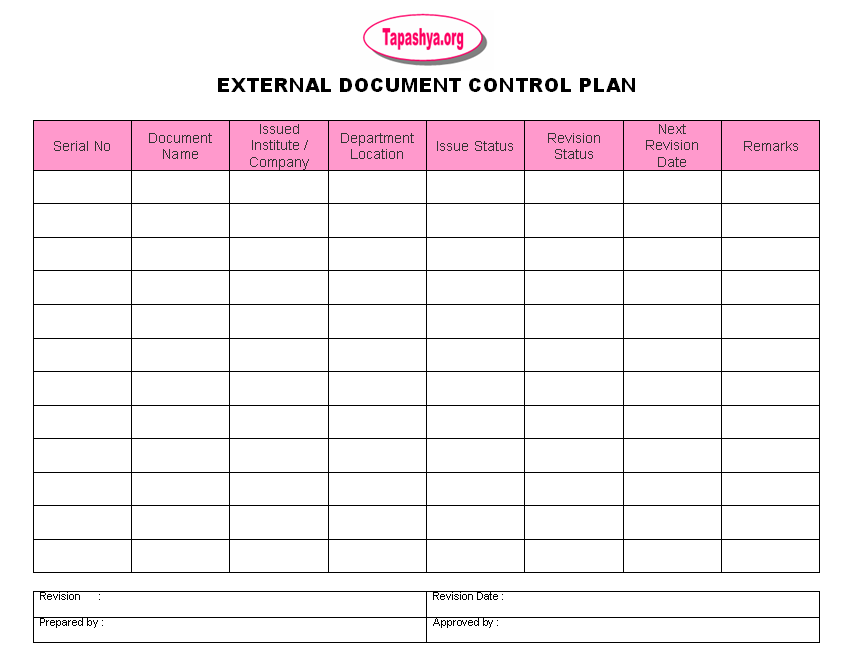 Tapashya.org
EXTERNAL DOCUMENT CONTROL PLAN
Serial No
Document
Name
Issued
Institute /
Company
Department
Location
Issue Status
Revision
Status
Next
Revision
Date
Remarks
Revision :
Revision Date :
Prepared by :
Approved by :